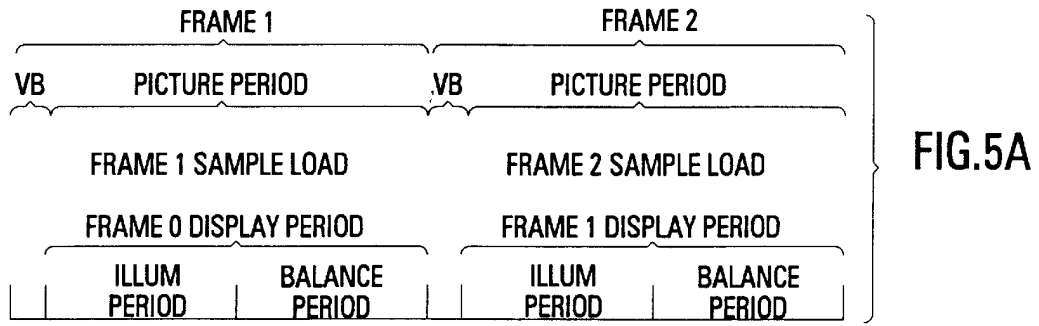 FRAME 1 FRAME 2
VB PICTURE PERIOD VB PICTURE PERIOD
FRAME 1 SAMPLE LOAD FRAME 2 SAMPLE LOAD
FIG.5A
FRAME 0 DISPLAY PERIOD FRAME 1 DISPLAY PERIOD
ILLUM BALANCE ILLUM BALANCE
PERIOD PERIOD PERIOD PERIOD